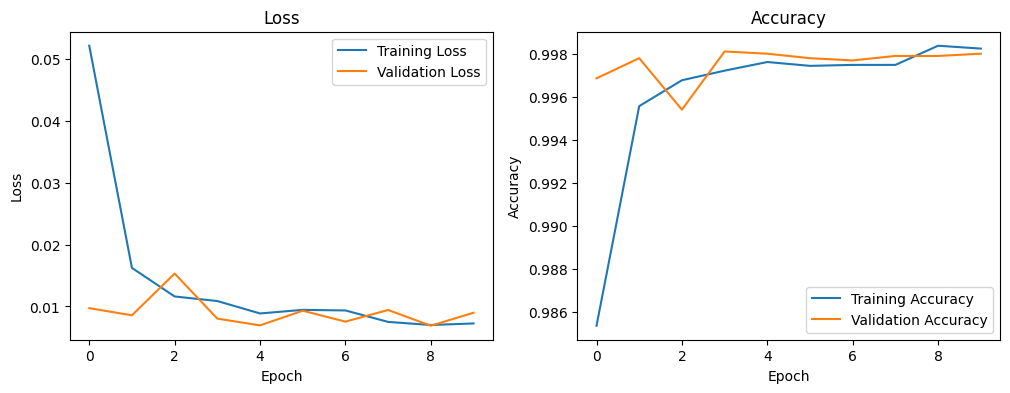 Loss
Training Loss
Validation Loss
0.05
0.04
0.03
0.02
0.01
Loss
0 2 4 6 8
Epoch
Accuracy
0.998
0.996
0.994
0.992
0.990
0.988
0.986
Accuracy
Training Accuracy
Validation Accuracy
0 2 4 6 8
Epoch